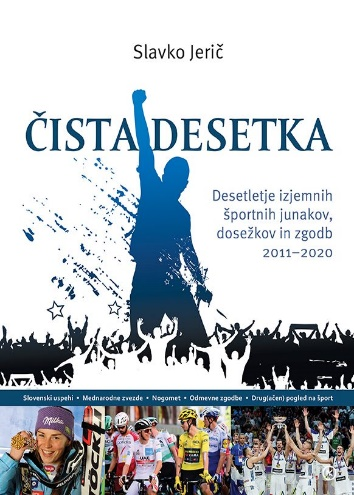 Slavko Jerič
ČISTA DESETKA
Desetletje izjemnih
športnih junakov,
dosežkov in zgodb
2011–2020
Slovenski uspehi • Mednarodne zvezde • Nogomet • Odmevne zgodbe • Drug(ačen) pogled na šport
Milka